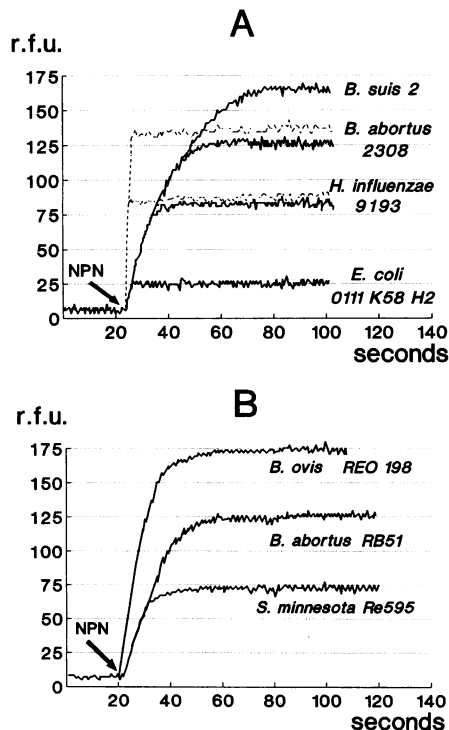 A
r.f.u.
175
150
125
100
75
50
25
0
B. suis 2
B. abortus
2308
H. influenzae
9193
E. coli
0111 K58 H2
NPN
0 20 40 60 80 100 120 140
seconds
B
r.f.u.
175
150
125
100
75
50
25
0
B. ovis REO 198
B. abortus RB51
S. minnesota Re595
NPN
0 20 40 60 80 100 120 140
seconds